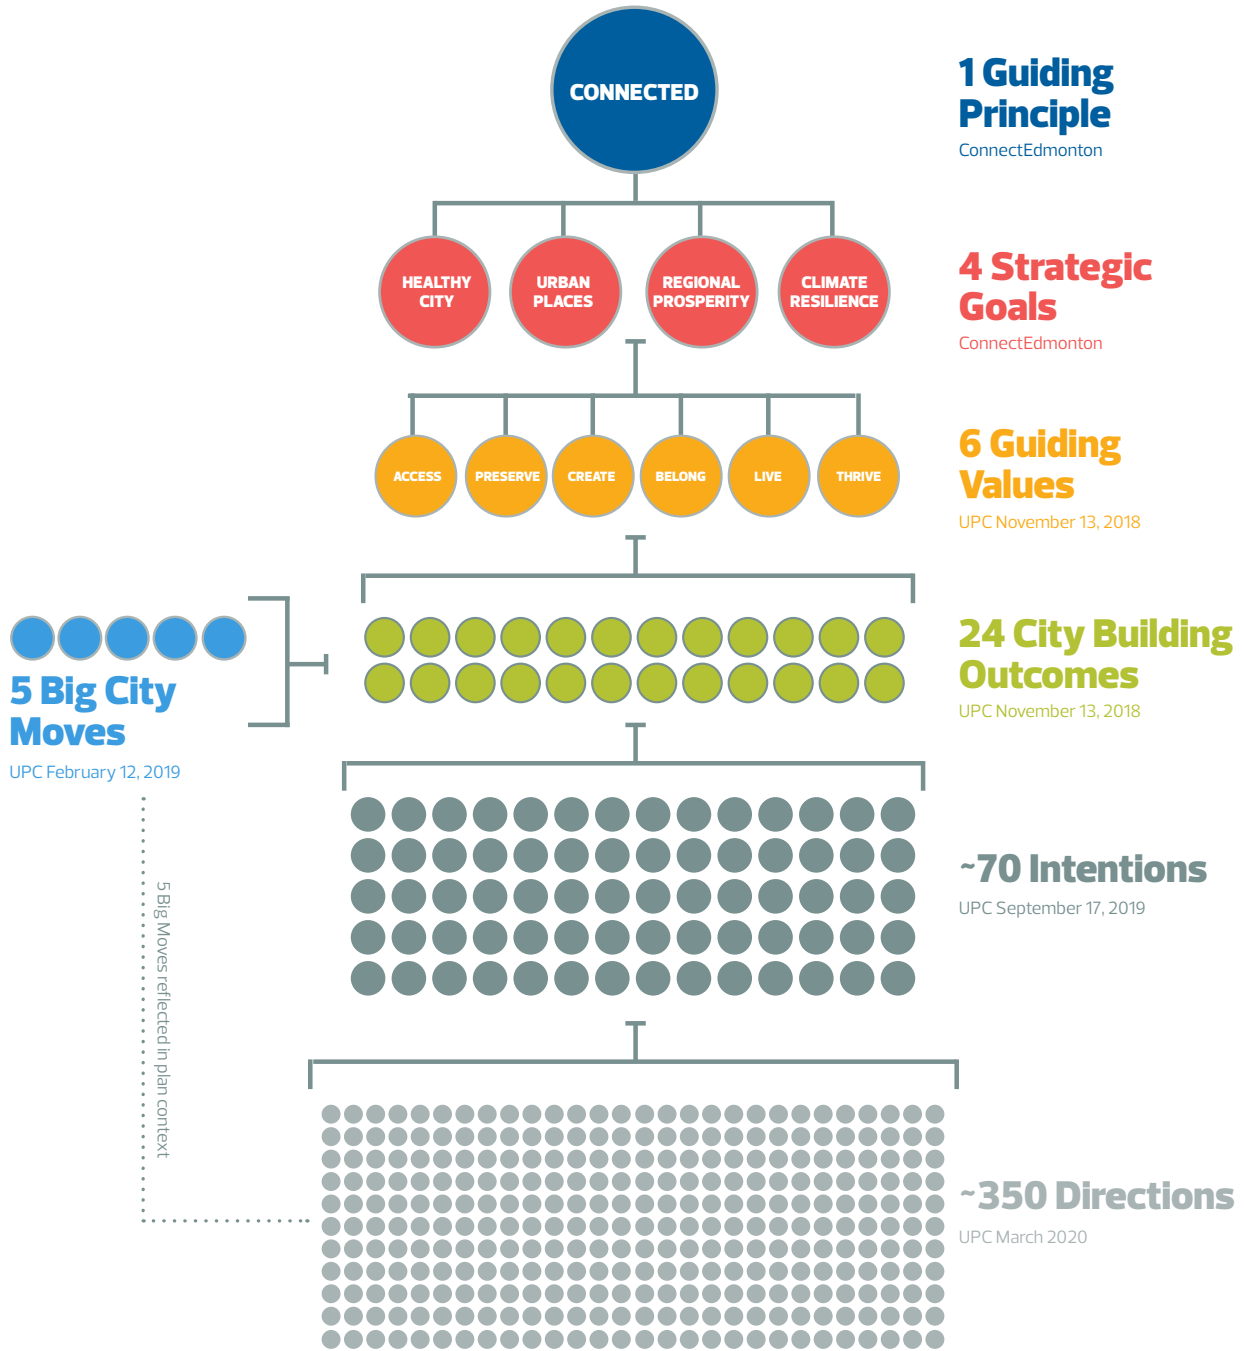 CONNECTED
1 Guiding
Principle
ConnectEdmonton
HEALTHY
CITY
URBAN
PLACES
REGIONAL
PROSPERITY
CLIMATE
RESILIENCE
4 Strategic
Goals
ConnectEdmonton
ACCESS
PRESERVE
CREATE
BELONG
LIVE
THRIVE
6 Guiding
Values
UPC November 13, 2018
5 Big City
Moves
UPC February 12, 2019
24 City Building
Outcomes
UPC November 13, 2018
~70 Intentions
UPC September 17, 2019
5 Big Moves reflected in plan context
~350 Directions
UPC March 2020